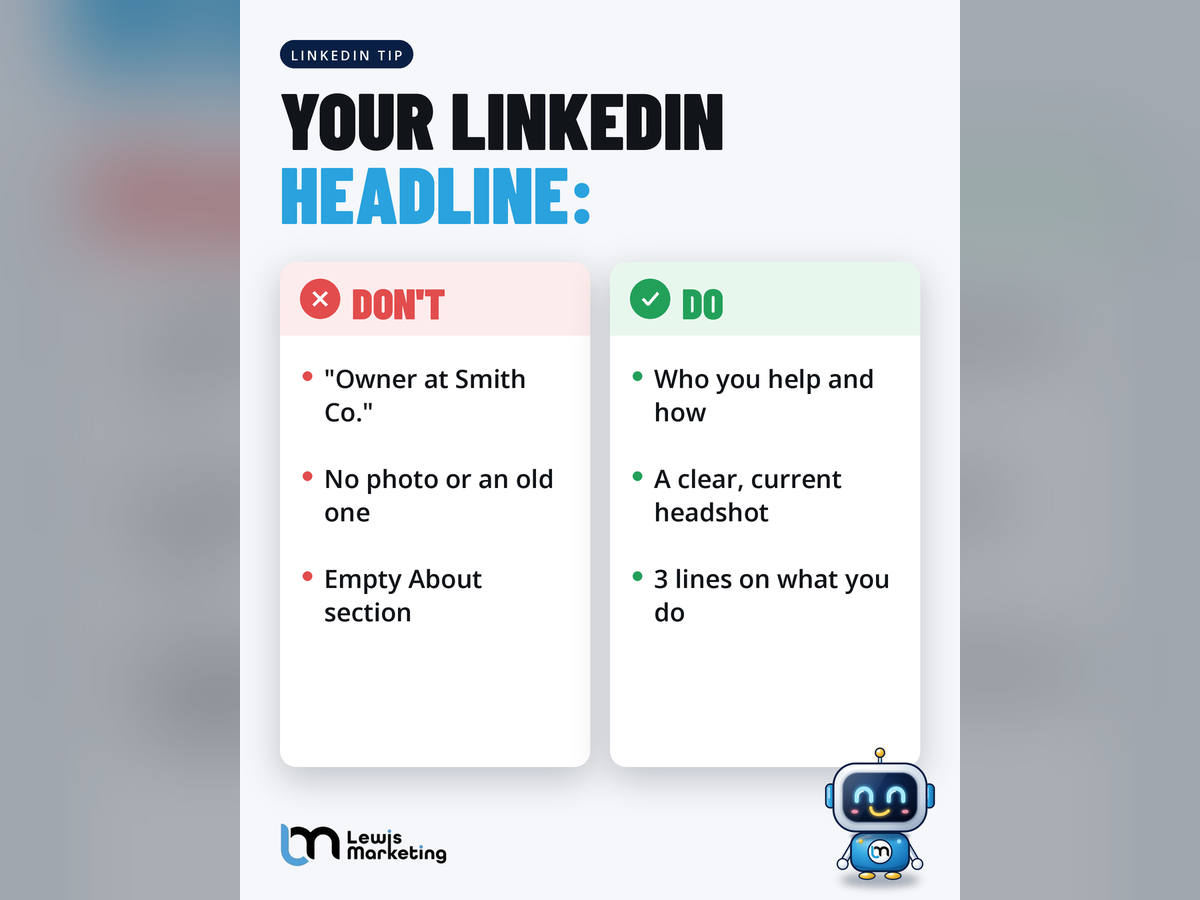 LINKEDIN TIP
YOUR LINKEDIN
HEADLINE:
DON'T
"Owner at Smith
Co."
No photo or an old
one
Empty About
section
DO
Who you help and
how
A clear, current
headshot
3 lines on what you
do
Lewis
Marketing